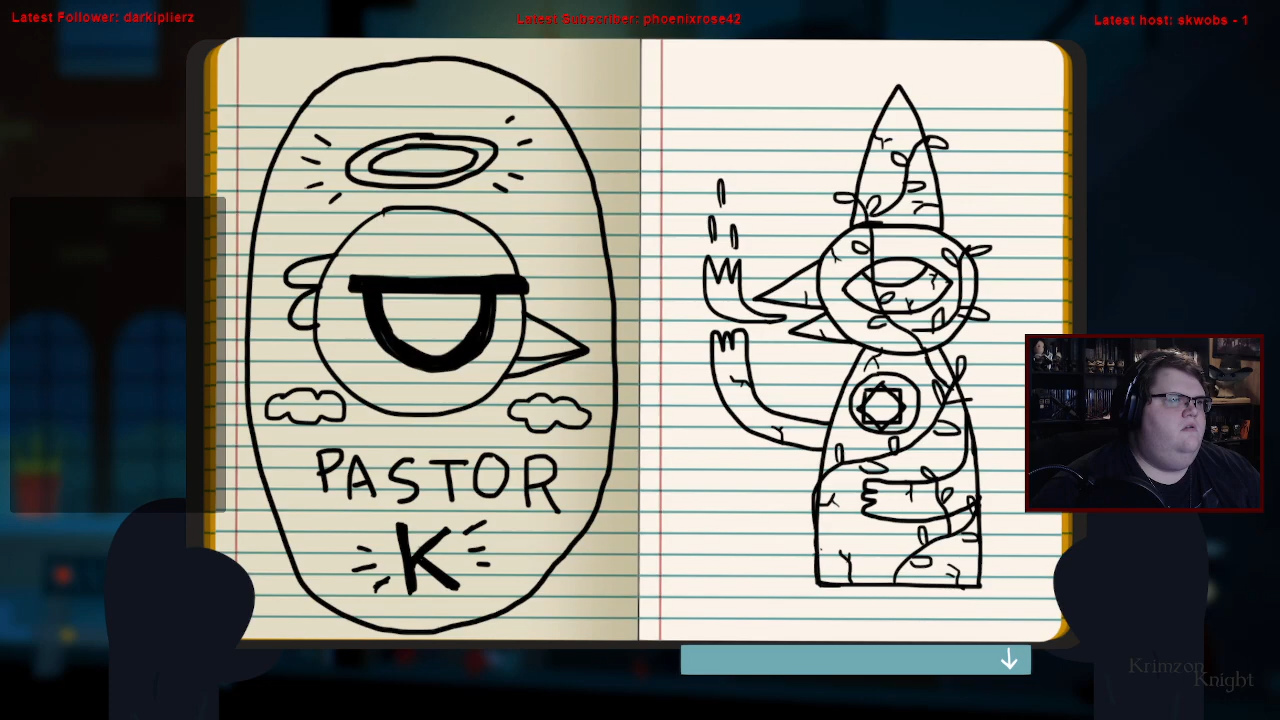 Latest Follower: darkiplierz
Latest Subscriber: phoenixrose42
Latest host: skwobs - 1
PASTOR
K
Krimzon
Knight